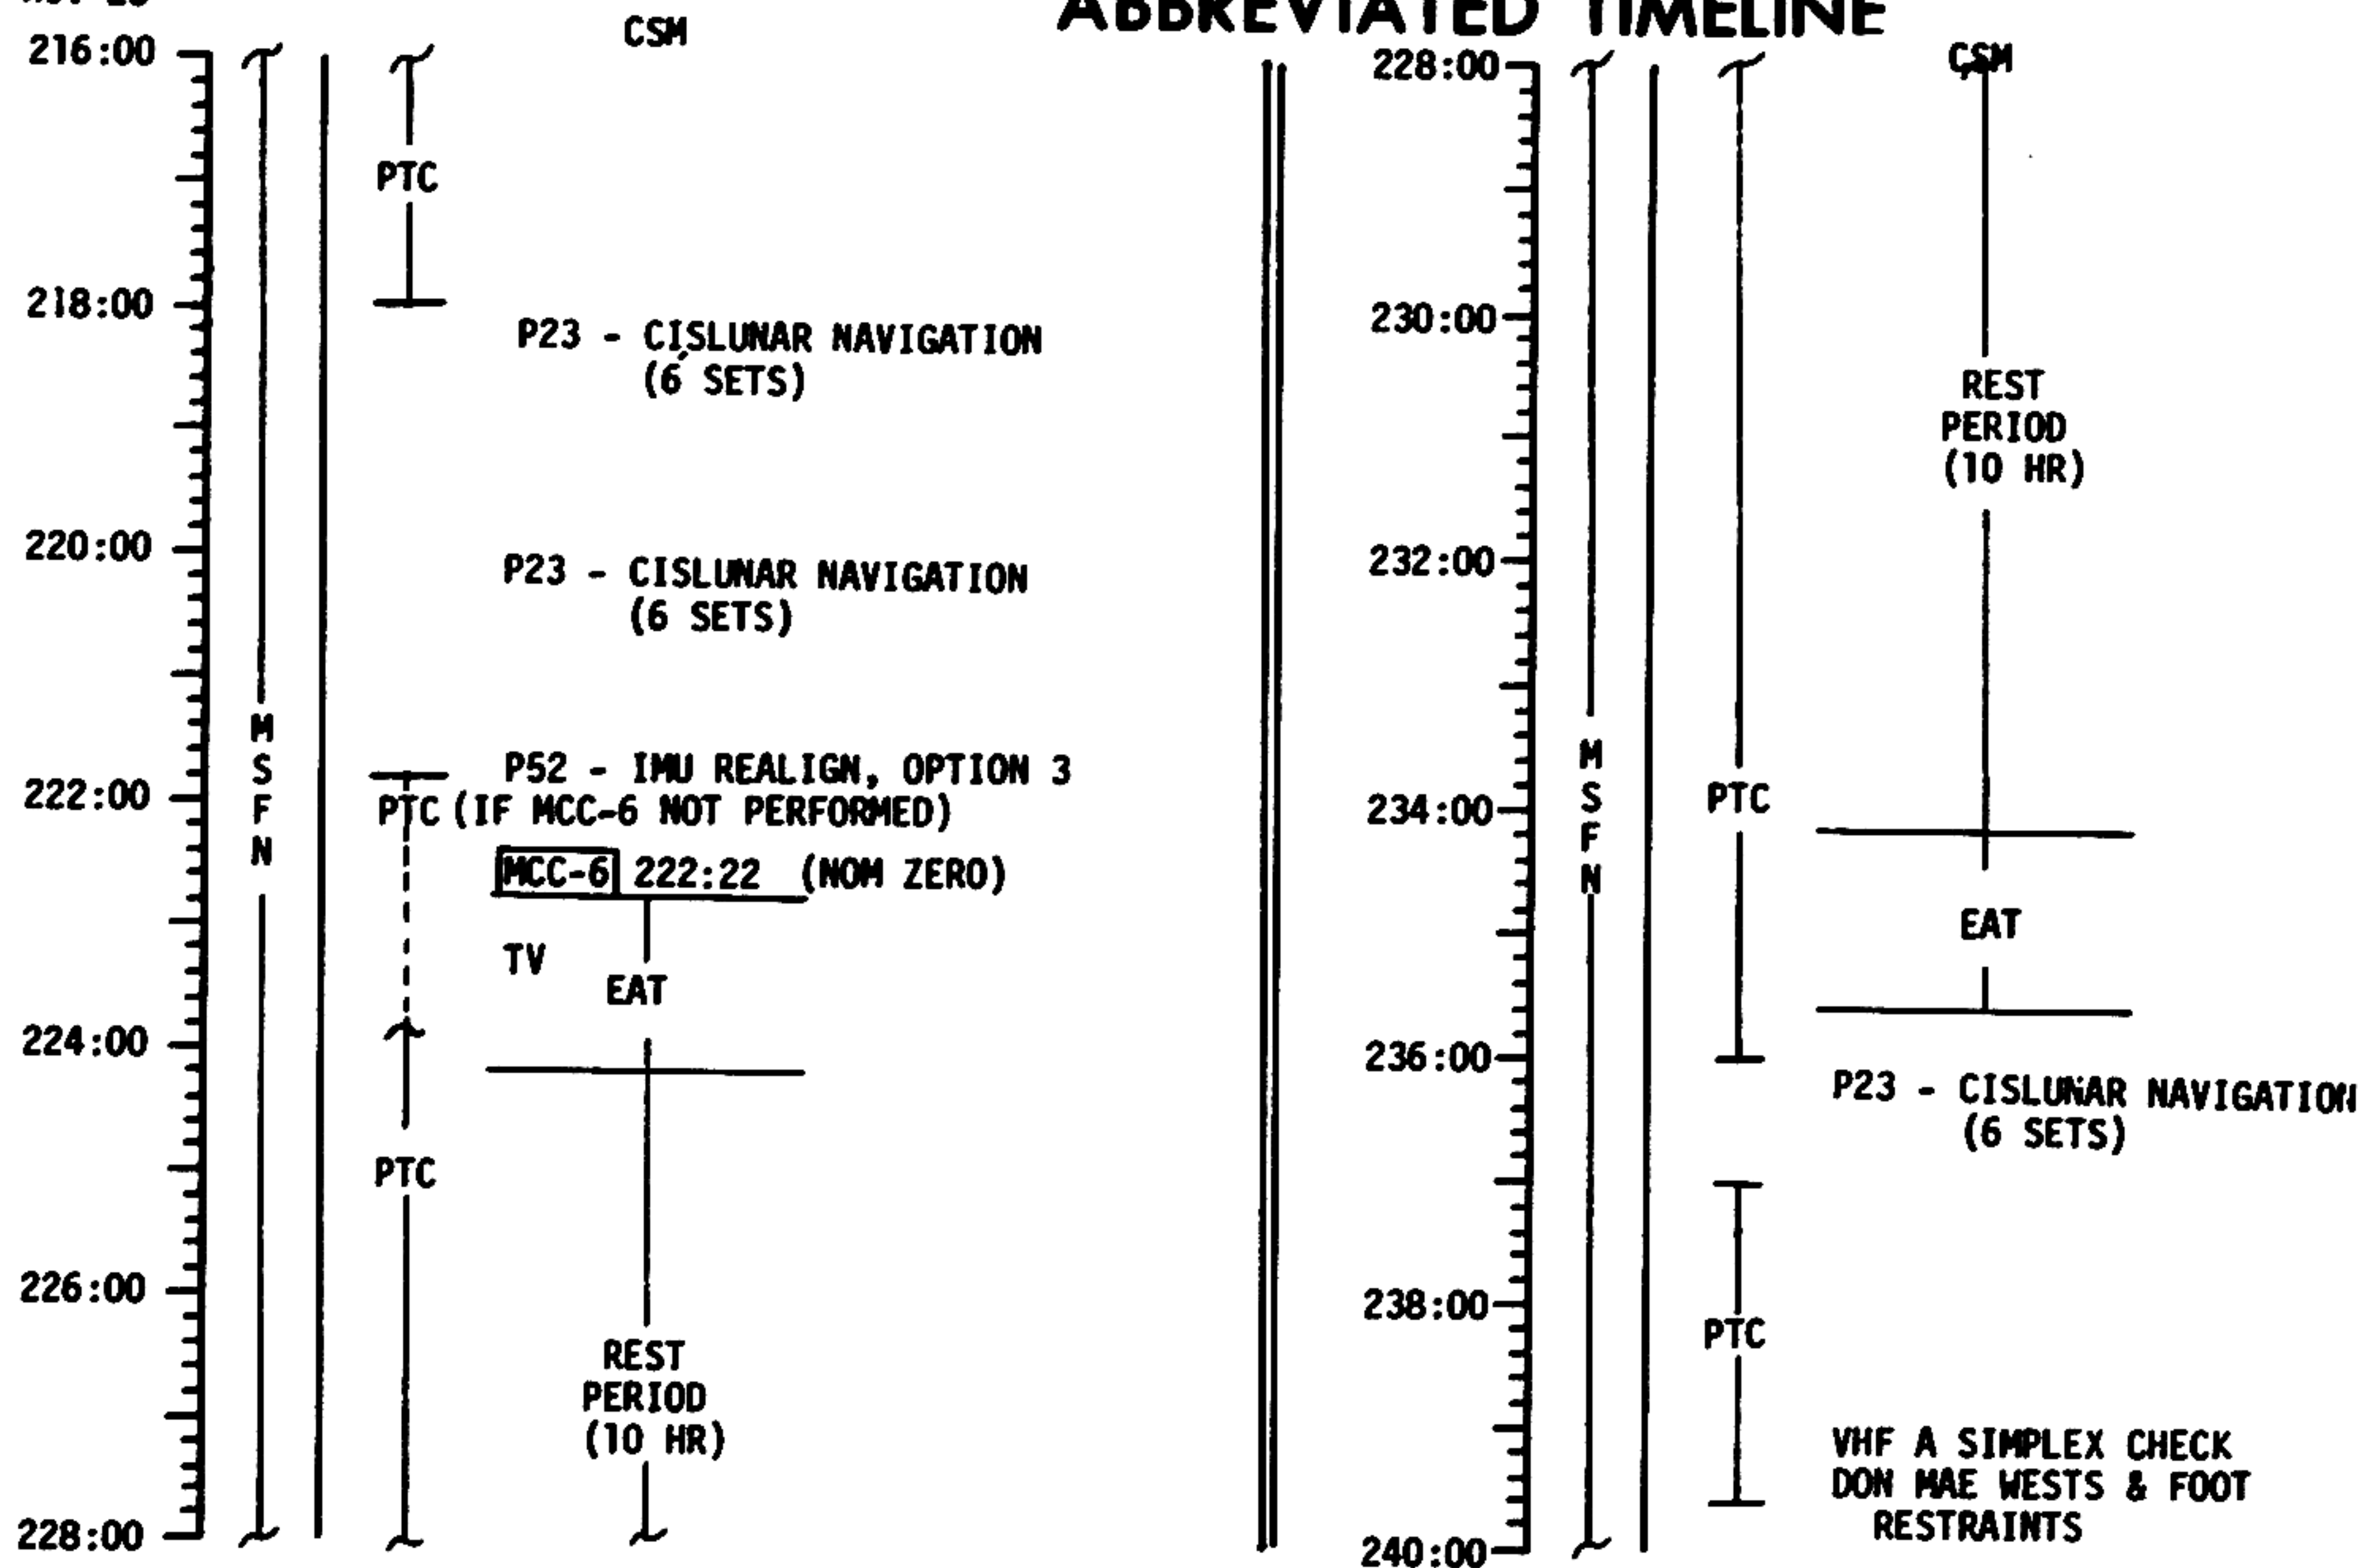 ABBREVIATED TIMELINE
CSM
216:00
PTC
218:00
P23 - CISLUNAR NAVIGATION
(6 SETS)
220:00
P23 - CISLUNAR NAVIGATION
(6 SETS)
MSFN
P52 - IMU REALIGN, OPTION 3
222:00
PTC (IF MCC-6 NOT PERFORMED)
MCC-6 222:22 (NOM ZERO)
TV
EAT
224:00
PTC
226:00
REST
PERIOD
(10 HR)
228:00
CSM
228:00
230:00
REST
PERIOD
(10 HR)
232:00
MSFN
PTC
234:00
EAT
236:00
P23 - CISLUNAR NAVIGATION
(6 SETS)
238:00
PTC
VHF A SIMPLEX CHECK
DON MAE WESTS & FOOT
RESTRAINTS
240:00